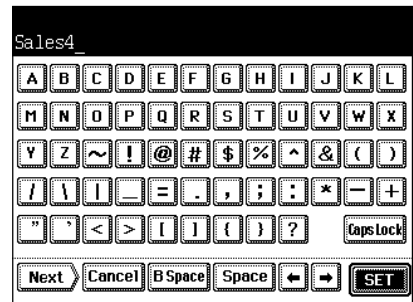 Sales4_
A B C D E F G H I J K L
M N O P Q R S T U V W X
Y Z ~ ! @ # $ % ^ & ( )
/ \ | _ = . , ; : * - +
" ' < > [ ] { } ? Caps Lock
Next Cancel B Space Space ← → SET